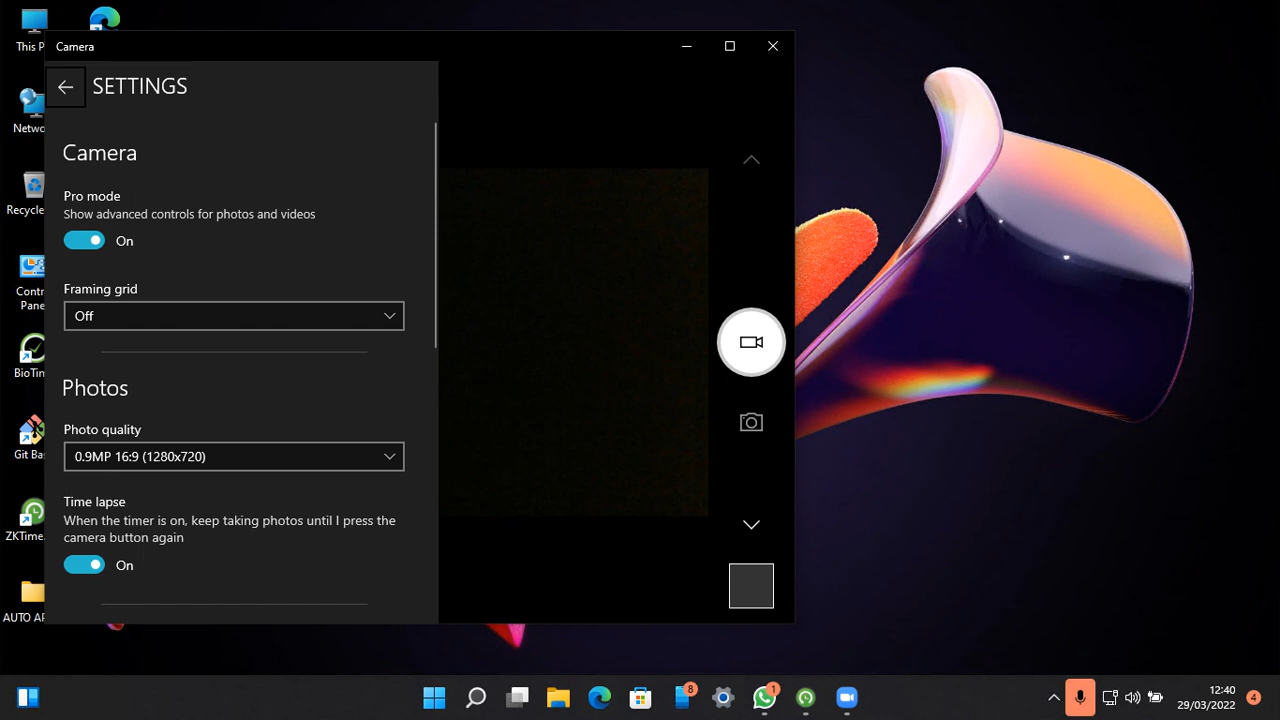 This P
Camera
SETTINGS
Camera
Pro mode
Show advanced controls for photos and videos
On
Framing grid
Off
Photos
Photo quality
0.9MP 16:9 (1280x720)
Time lapse
When the timer is on, keep taking photos until I press the
camera button again
On
Netwo
Recycle
Contr
Pane
BioTin
Git Bas
ZKTime.
AUTO AP
8
1
12:40
29/03/2022
4